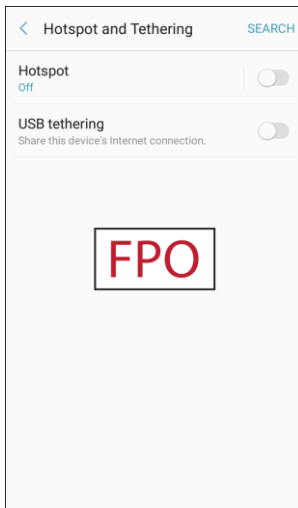 Hotspot and Tethering SEARCH
Hotspot
Off
USB tethering
Share this device's Internet connection.
FPO